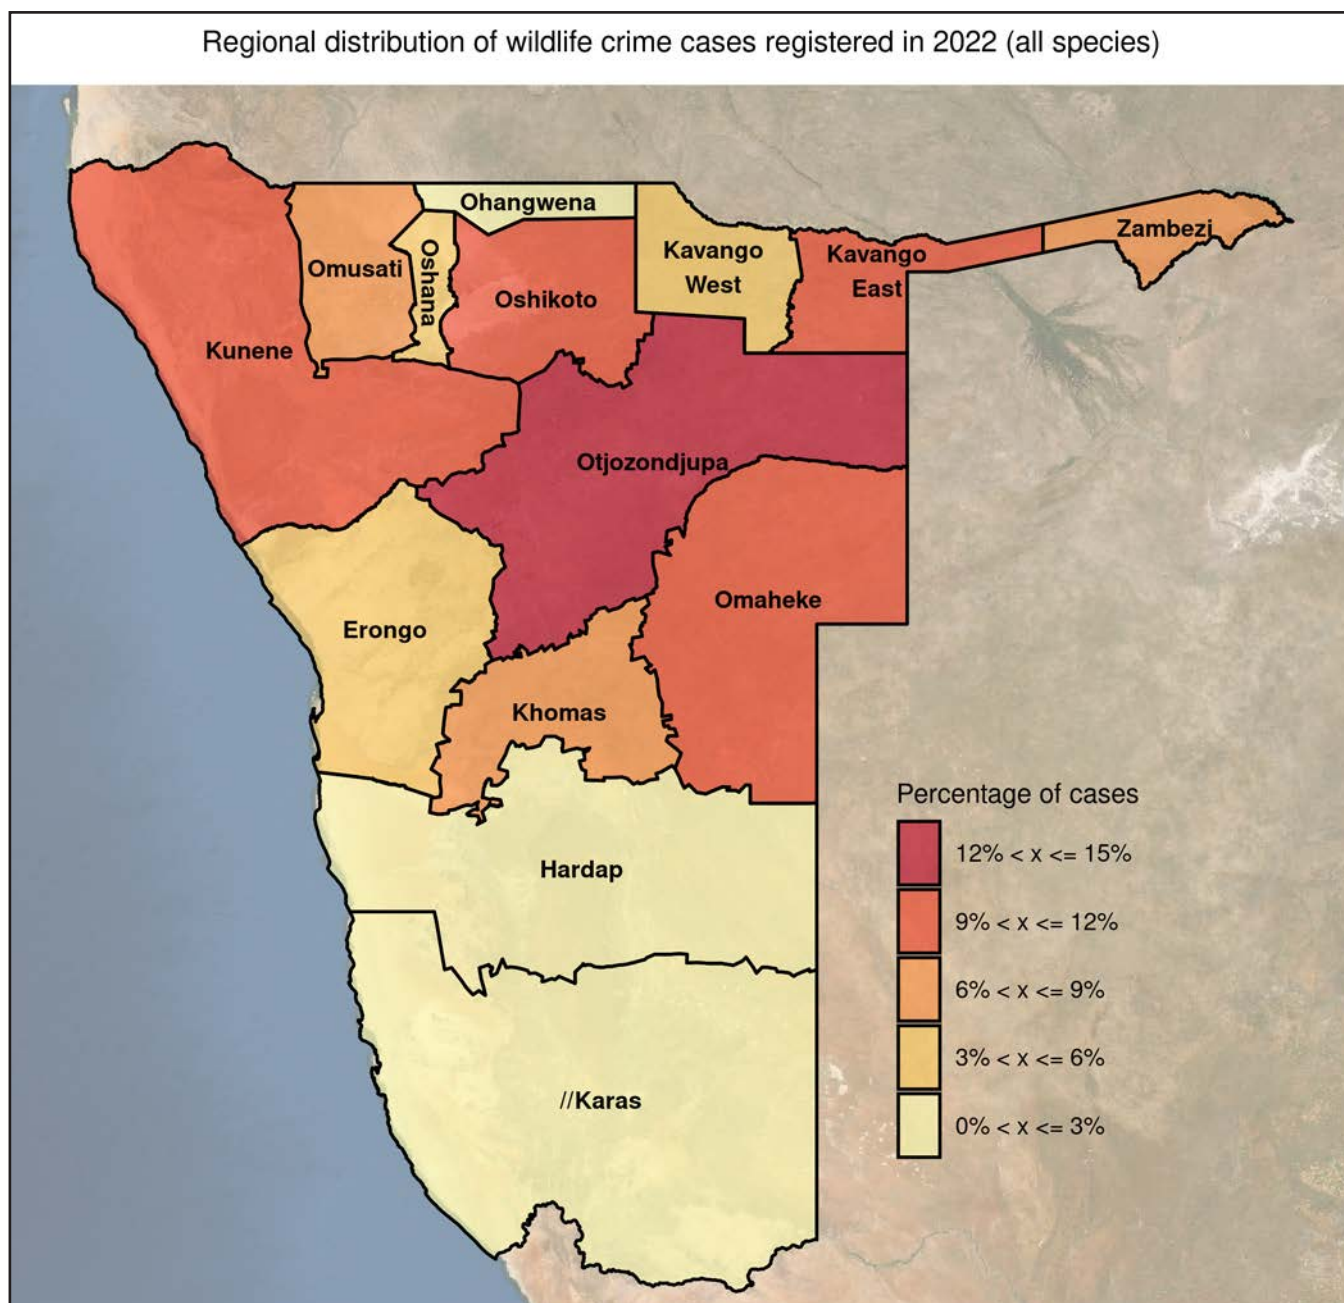 Regional distribution of wildlife crime cases registered in 2022 (all species)
Ohangwena
Zambezi
Kavango
West
Kavango
East
Omusati
Oshana
Oshikoto
Kunene
Otjozondjupa
Omaheke
Erongo
Khomas
Hardap
//Karas
Percentage of cases
12% < x <= 15%
9% < x <= 12%
6% < x <= 9%
3% < x <= 6%
0% < x <= 3%